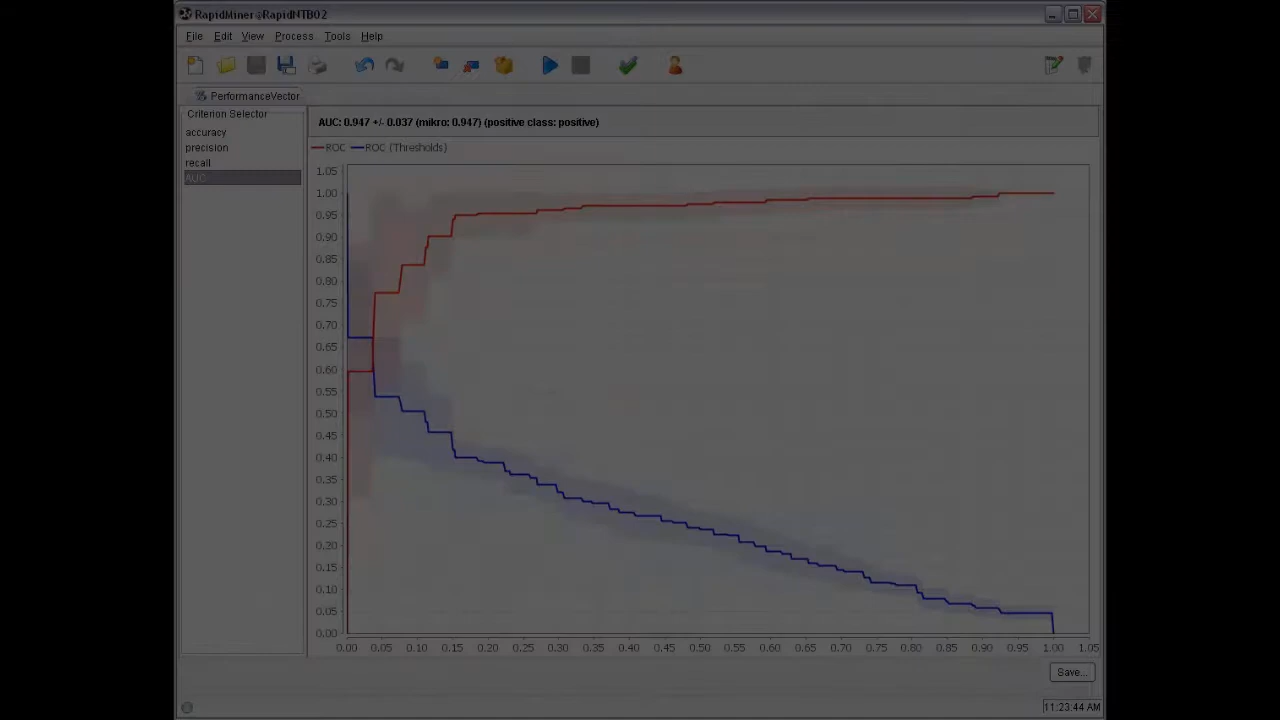 RapidMiner@RapidNTB02
File Edit View Process Tools Help
PerformanceVector
Criterion Selector
accuracy
precision
recall
AUC
AUC: 0.947 +/- 0.037 (mikro: 0.947) (positive class: positive)
ROC ROC (Thresholds)
1.05
1.00
0.95
0.90
0.85
0.80
0.75
0.70
0.65
0.60
0.55
0.50
0.45
0.40
0.35
0.30
0.25
0.20
0.15
0.10
0.05
0.00
0.00 0.05 0.10 0.15 0.20 0.25 0.30 0.35 0.40 0.45 0.50 0.55 0.60 0.65 0.70 0.75 0.80 0.85 0.90 0.95 1.00 1.05
Save...
11:23:44 AM